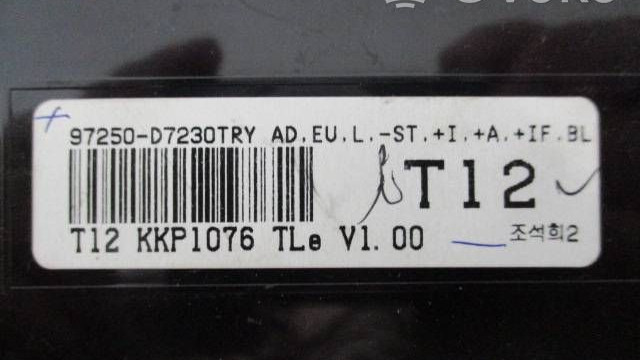 97250-D7230TRY AD.EU.L.-ST.+I.+A.+IF.BL
T12
T12 KKP1076 TLe V1.00
조석희2